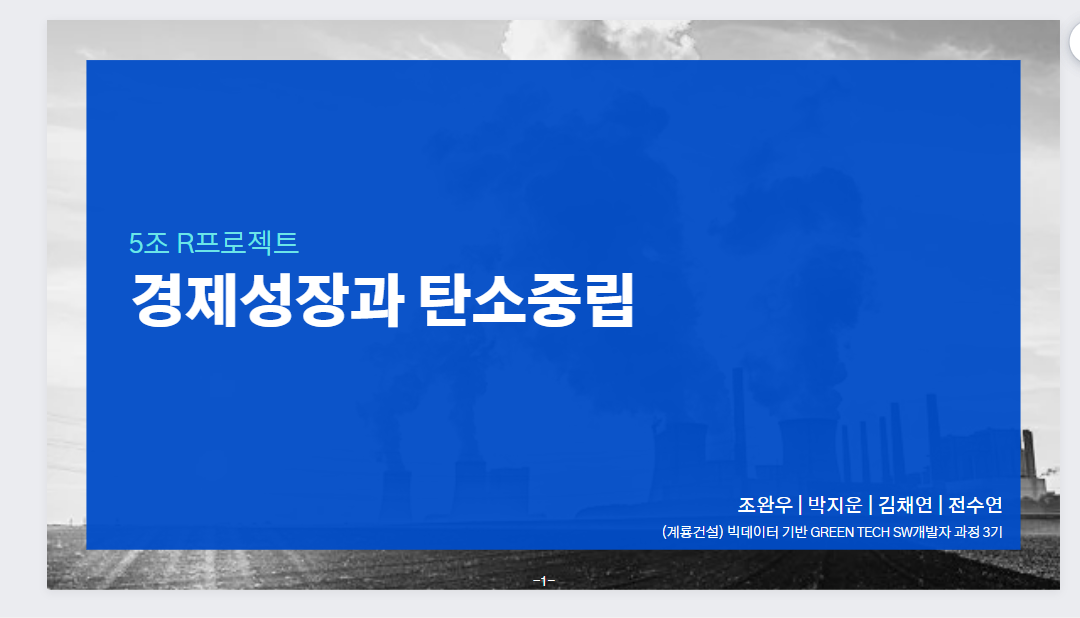 5조 R프로젝트
경제성장과 탄소중립
조완우 | 박지운 | 김채연 | 전수연
(계룡건설) 빅데이터 기반 GREEN TECH SW개발자 과정 3기
-1-